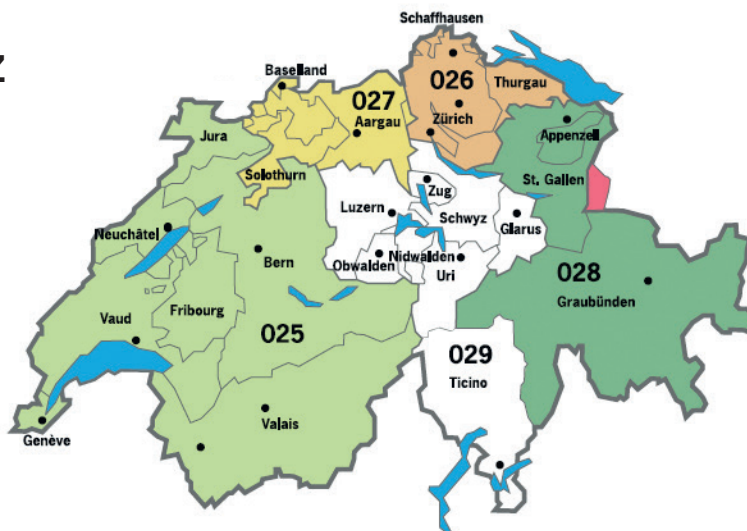 Z
Schaffhausen
026
Thurgau
Zürich
Baselland
027
Aargau
Solothurn
Jura
Neuchâtel
Bern
Fribourg
Vaud
025
Genève
Valais
Luzern
Zug
Schwyz
Obwalden
Nidwalden
Uri
Glarus
Appenzell
St. Gallen
028
Graubünden
029
Ticino